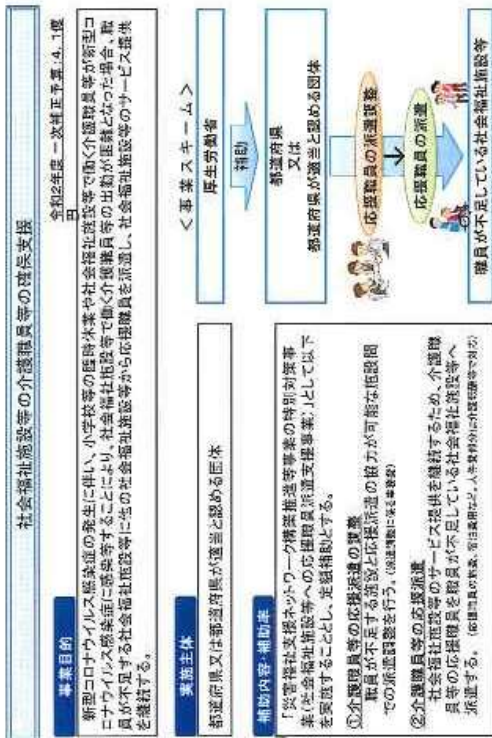 社会福祉施設等の介護職員等の確保支援
令和2年度一次補正予算：4.1億
円
事業目的
新型コロナウイルス感染症の発生に伴い、小学校等の臨時休業や社会福祉施設等で働く介護職員等が新型コ
ロナウイルス感染症に感染等することにより、社会福祉施設等で働く介護職員等の出勤が困難となった場合、職
員が不足する社会福祉施設等に他の社会福祉施設等から応援職員を派遣し、社会福祉施設等のサービス提供
を継続する。
実施主体
都道府県又は都道府県が適当と認める団体
補助内容・補助率
「災害福祉支援ネットワーク構築推進等事業の特別対策事
業(社会福祉施設等への応援職員派遣支援事業)」として以下
を実施することとし、定額補助とする。
①介護職員等の応援派遣の調整
職員が不足する施設と応援派遣の協力が可能な施設間
での派遣調整を行う。(派遣調整に係る事務費)
②介護職員等の応援派遣
社会福祉施設等のサービス提供を継続するため、介護職
員等の応援職員を職員が不足している社会福祉施設等へ
派遣する。
＜事業スキーム＞
厚生労働省
補助
都道府県
又は
都道府県が適当と認める団体
応援職員の派遣調整
応援職員の派遣
職員が不足している社会福祉施設等